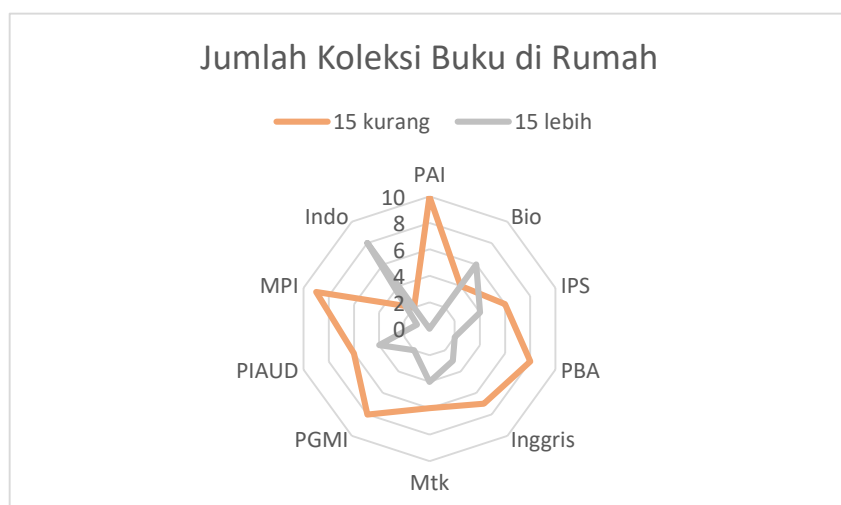 Jumlah Koleksi Buku di Rumah
15 kurang 15 lebih
PAI
10
Indo 8 Bio
6
MPI 4 IPS
2
0
PIAUD PBA
PGMI Inggris
Mtk